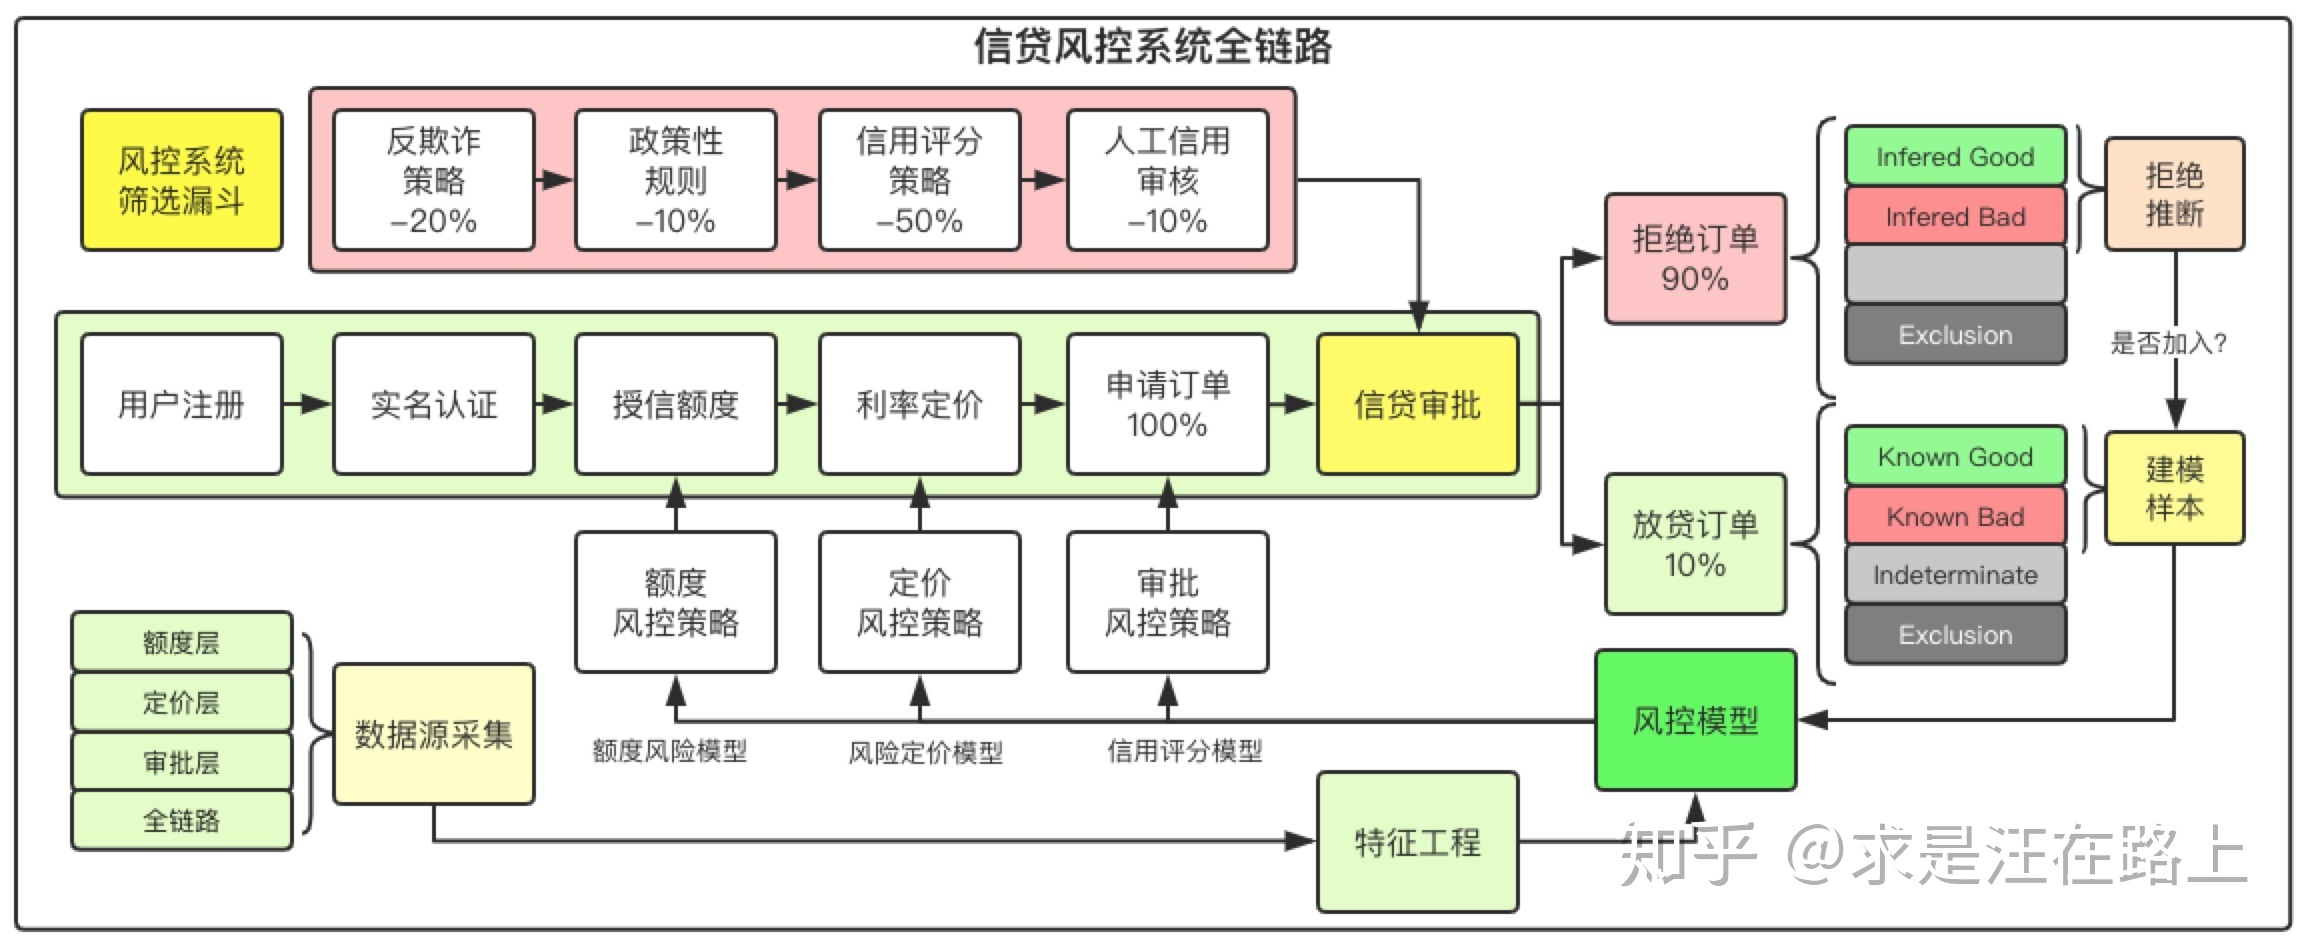 信贷风控系统全链路
风控系统
筛选漏斗
反欺诈
策略
–20%
政策性
规则
–10%
信用评分
策略
–50%
人工信用
审核
–10%
用户注册
实名认证
授信额度
利率定价
申请订单
100%
信贷审批
拒绝订单
90%
Infered Good
Infered Bad
Exclusion
拒绝
推断
是否加入?
放贷订单
10%
Known Good
Known Bad
Indeterminate
Exclusion
建模
样本
额度
风控策略
定价
风控策略
审批
风控策略
额度层
定价层
审批层
全链路
数据源采集
额度风险模型
风险定价模型
信用评分模型
风控模型
特征工程
知乎 @求是汪在路上